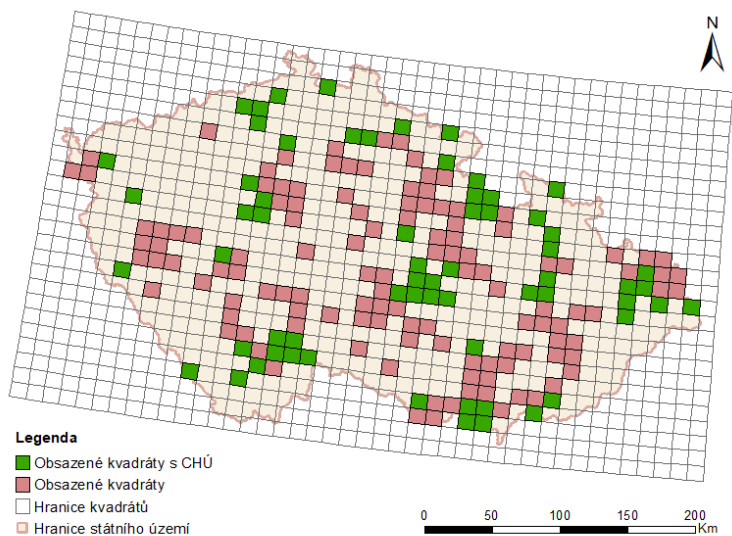 N
Legenda
Obsazené kvadráty s CHÚ
Obsazené kvadráty
Hranice kvadrátů
Hranice státního území
0 50 100 150 200
Km